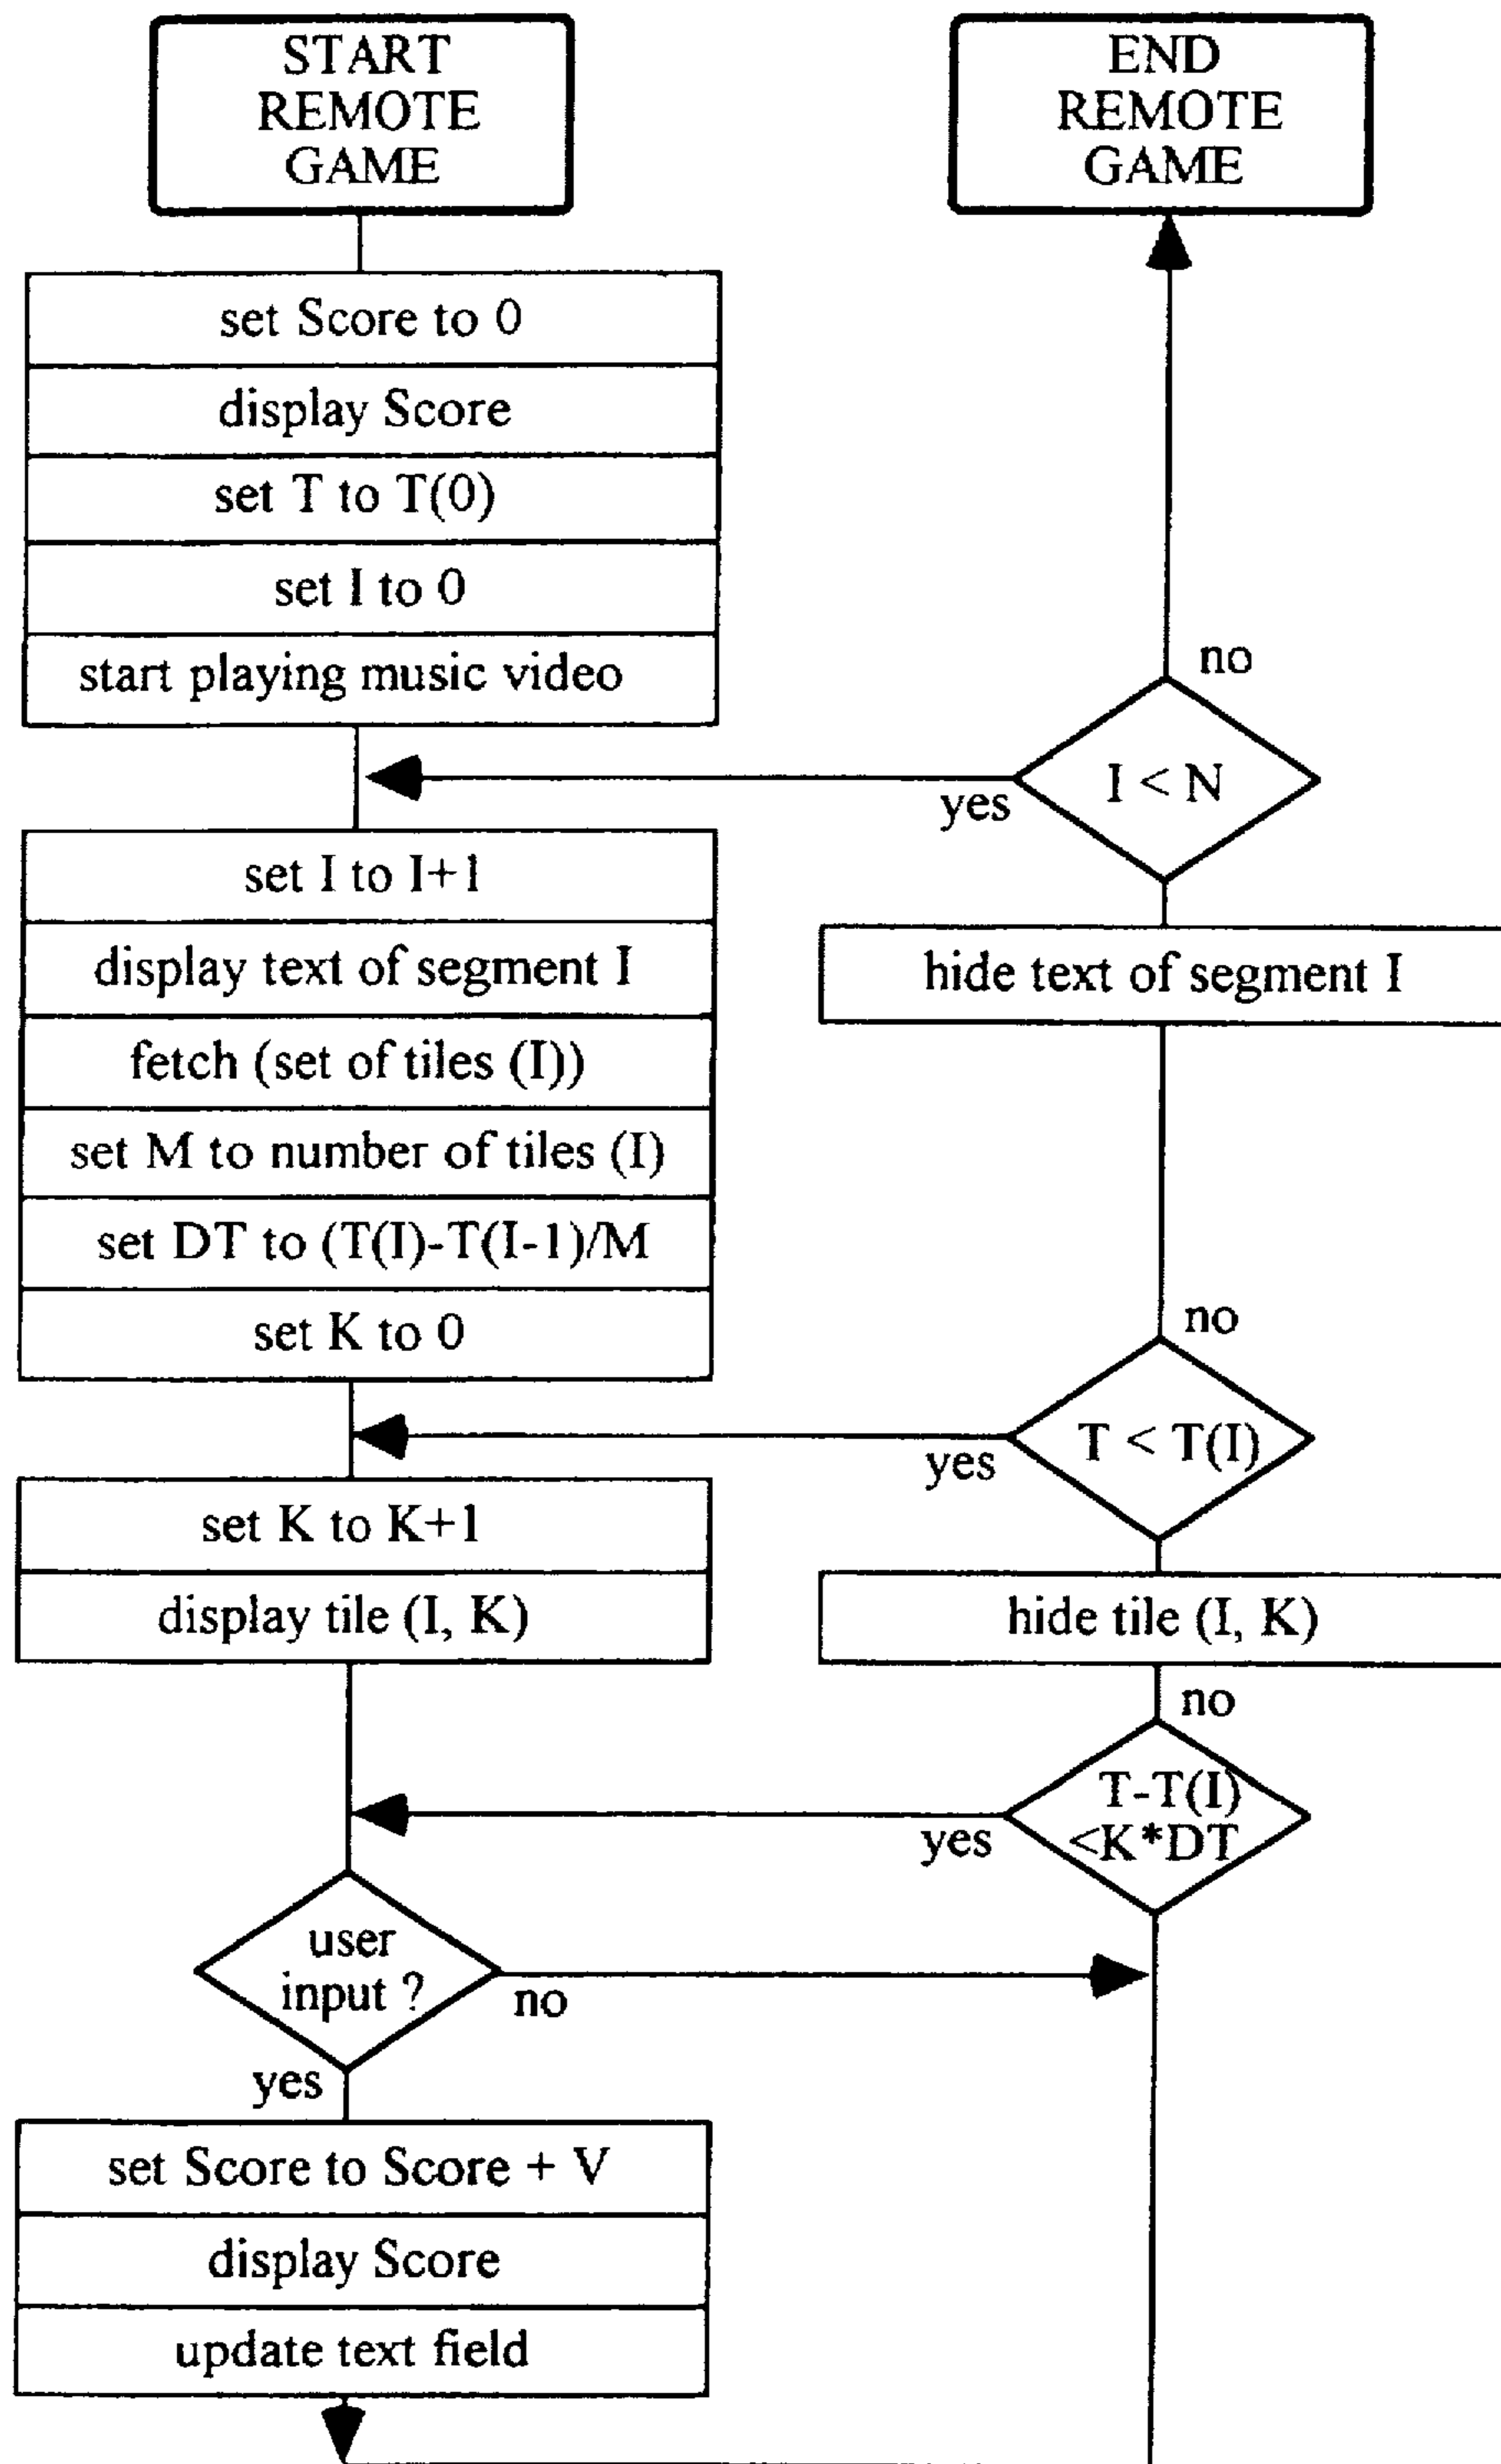 START
REMOTE
GAME
set Score to 0
display Score
set T to T(0)
set I to 0
start playing music video
set I to I+1
display text of segment I
fetch (set of tiles (I))
set M to number of tiles (I)
set DT to (T(I)-T(I-1)/M
set K to 0
set K to K+1
display tile (I, K)
user
input ?
no
yes
set Score to Score + V
display Score
update text field
END
REMOTE
GAME
no
I < N
yes
hide text of segment I
no
T < T(I)
yes
hide tile (I, K)
no
T-T(I)
<K*DT
yes